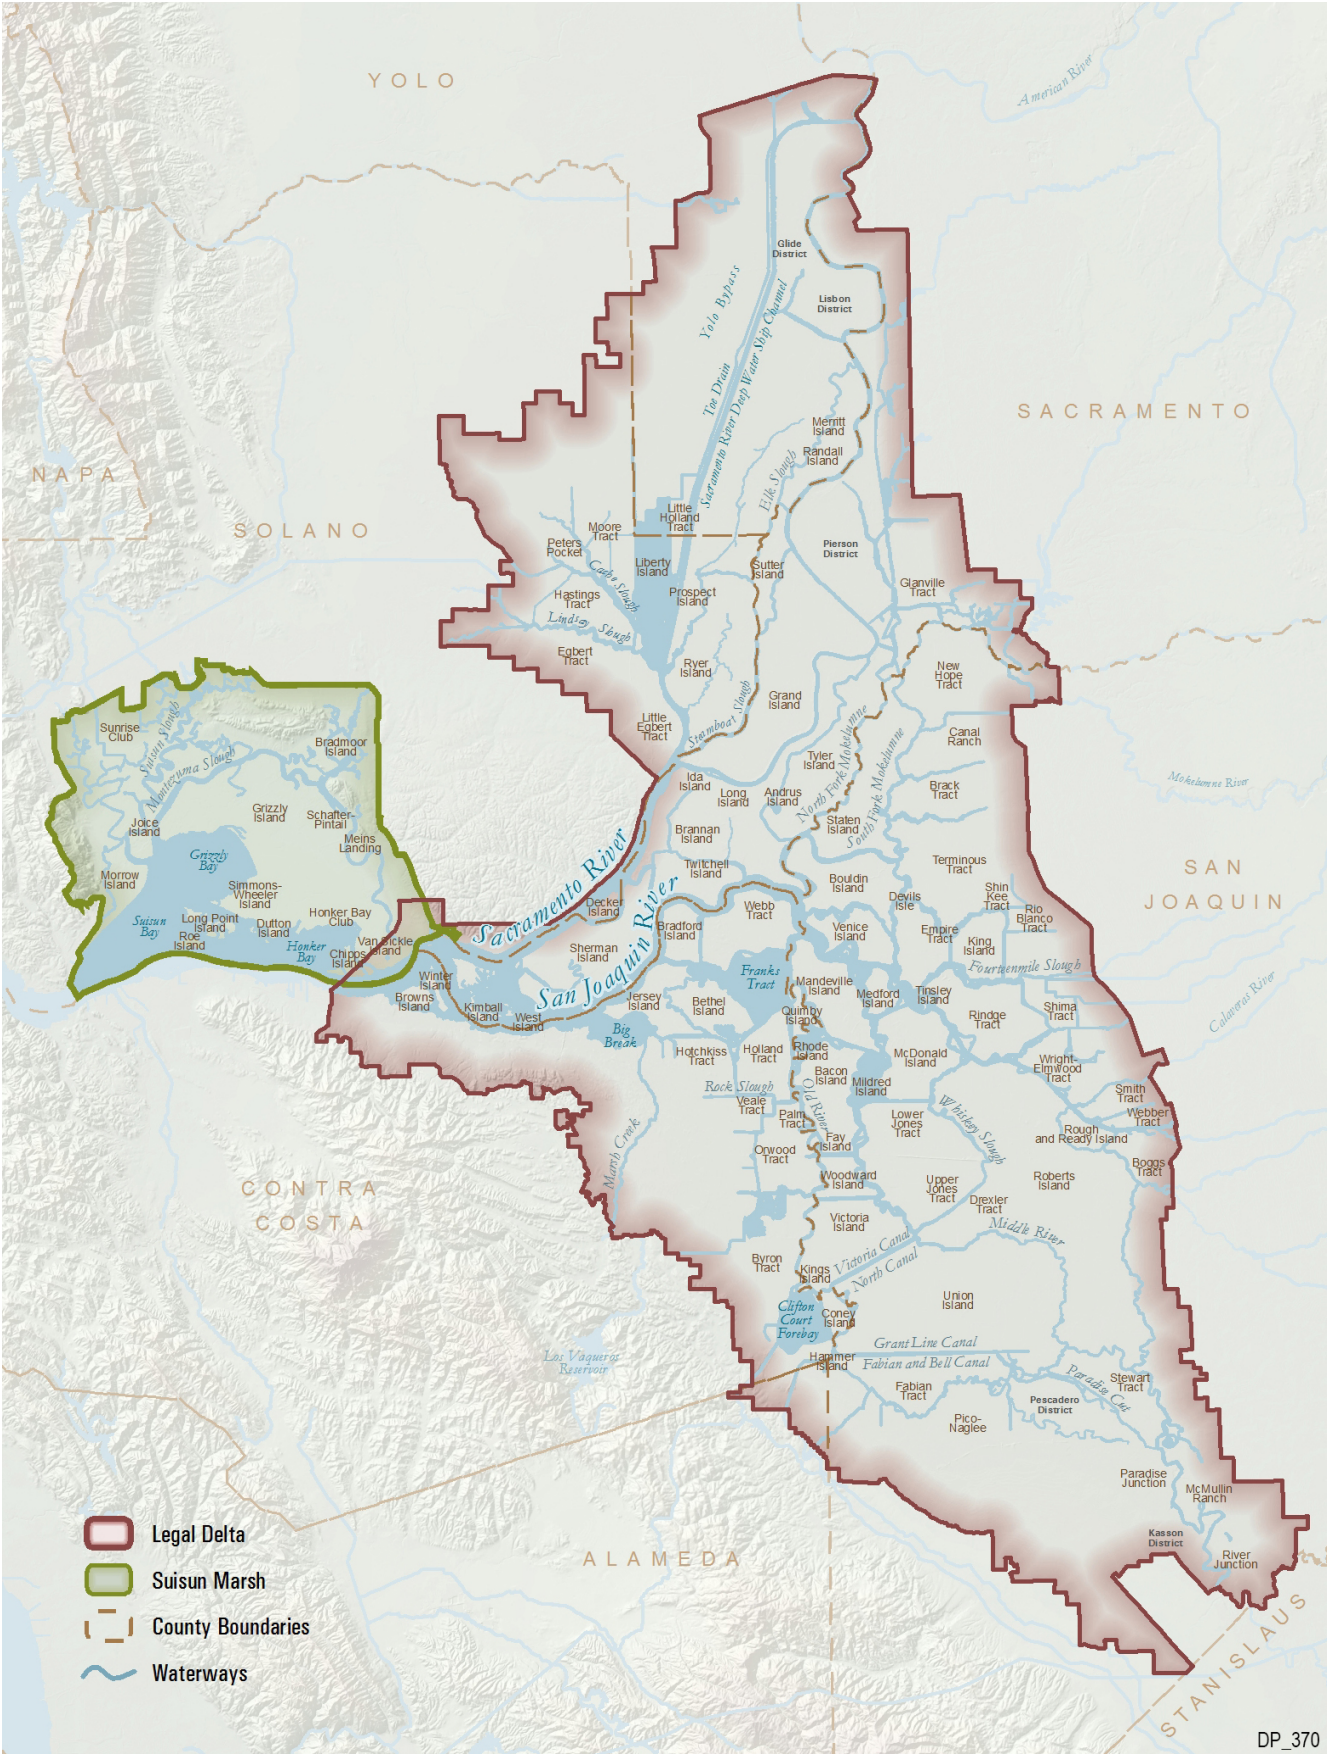 YOLO
American River
Glide
District
Yolo Bypass
Lisbon
District
Toe Drain
Sacramento River Deep Water Ship Channel
SACRAMENTO
NAPA
SOLANO
Merritt
Island
Randall
Island
Elk Slough
Little
Holland
Tract
Moore
Tract
Peters
Pocket
Pierson
District
Liberty
Island
Sutter
Island
Cache Slough
Glanville
Tract
Prospect
Island
Hastings
Tract
Lindsay Slough
Egbert
Tract
Ryer
Island
New
Hope
Tract
Grand
Island
Steamboat Slough
Little
Egbert
Tract
Canal
Ranch
Sunrise
Club
Suisun Slough
Montezuma Slough
Bradmoor
Island
North Fork Mokelumne
South Fork Mokelumne
Tyler
Island
Ida
Island
Long
Island
Andrus
Island
Brack
Tract
Mokelumne River
Grizzly
Island
Schafter-
Pintail
Joice
Island
Meins
Landing
Staten
Island
Brannan
Island
Sacramento River
Grizzly
Bay
Twitchell
Island
Terminous
Tract
SAN
JOAQUIN
Morrow
Island
Simmons-
Wheeler
Island
Bouldin
Island
Devils
Isle
Shin
Kee
Tract
Rio
Blanco
Tract
Decker
Island
Webb
Tract
San Joaquin River
Suisun
Bay
Long Point
Island
Roe
Island
Dutton
Island
Honker Bay
Club
Honker
Bay
Van Sickle
Island
Chipps
Island
Bradford
Island
Venice
Island
Empire
Tract
King
Island
Sherman
Island
Fourteenmile Slough
Winter
Island
Browns
Island
Kimball
Island
West
Island
Franks
Tract
Mandeville
Island
Medford
Island
Tinsley
Island
Jersey
Island
Bethel
Island
Quimby
Island
Rindge
Tract
Shima
Tract
Calaveras River
Big
Break
Hotchkiss
Tract
Holland
Tract
Rhode
Island
McDonald
Island
Wright-
Elmwood
Tract
Bacon
Island
Mildred
Island
Rock Slough
Veale
Tract
Old River
Palm
Tract
Smith
Tract
Webber
Tract
Whiskey Slough
Lower
Jones
Tract
Rough
and Ready Island
Fay
Island
Marsh Creek
Orwood
Tract
Boggs
Tract
Woodward
Island
Upper
Jones
Tract
Roberts
Island
Drexler
Tract
CONTRA
COSTA
Victoria
Island
Middle River
Victoria Canal
North Canal
Byron
Tract
Kings
Island
Union
Island
Clifton
Court
Forebay
Coney
Island
Grant Line Canal
Los Vaqueros
Reservoir
Hammer
Island
Fabian and Bell Canal
Paradise Cut
Stewart
Tract
Fabian
Tract
Pescadero
District
Pico-
Naglee
Paradise
Junction
McMullin
Ranch
Kasson
District
River
Junction
ALAMEDA
STANISLAUS
Legal Delta
Suisun Marsh
County Boundaries
Waterways
DP_370